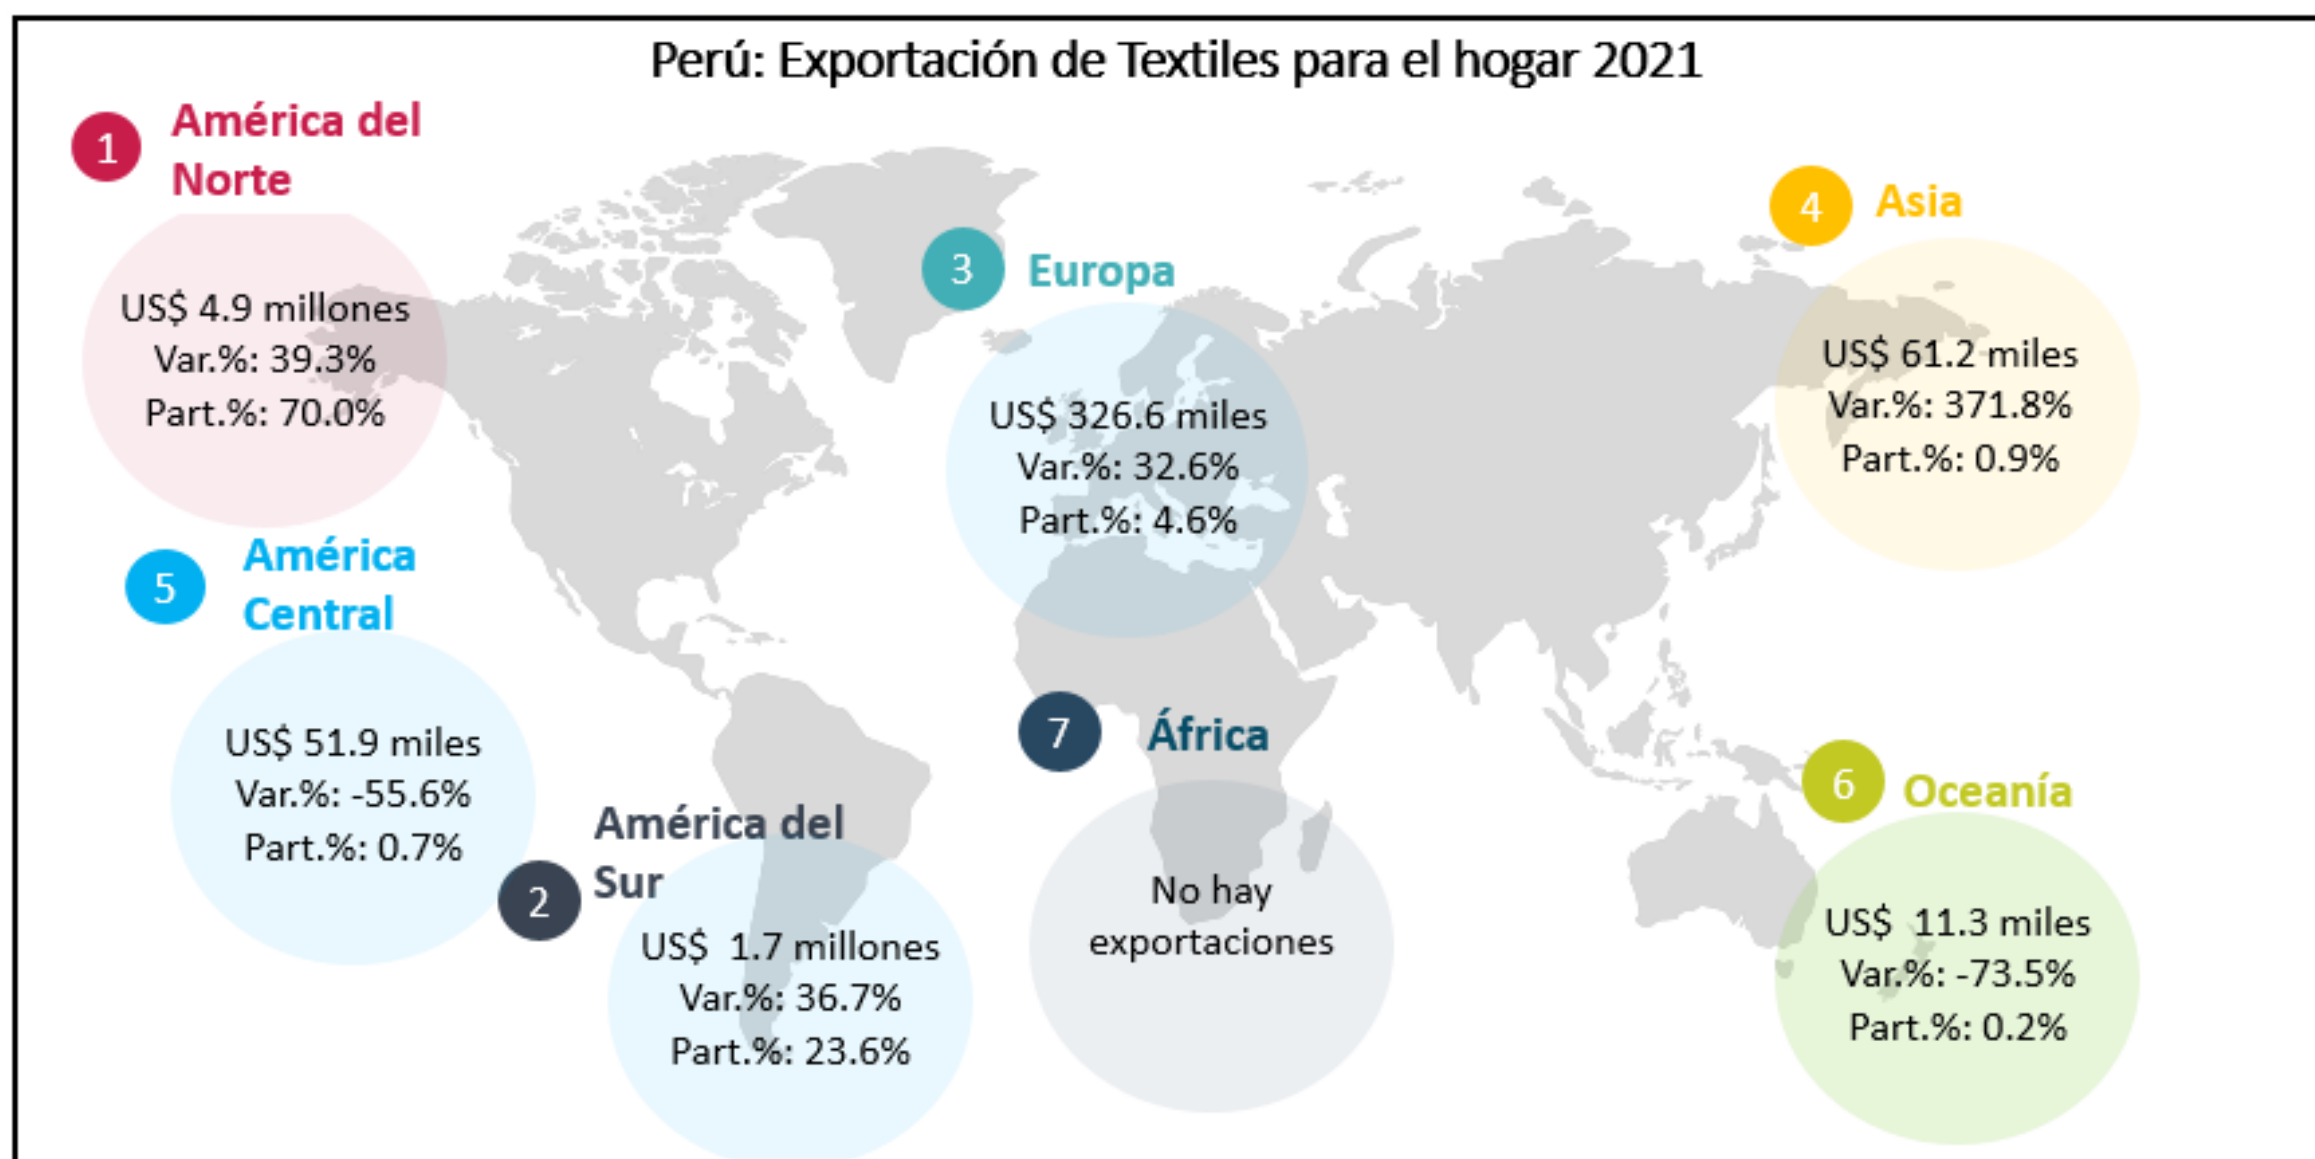 Perú: Exportación de Textiles para el hogar 2021
1
América del
Norte
US$ 4.9 millones
Var.%: 39.3%
Part.%: 70.0%
3
Europa
US$ 326.6 miles
Var.%: 32.6%
Part.%: 4.6%
4
Asia
US$ 61.2 miles
Var.%: 371.8%
Part.%: 0.9%
5
América
Central
US$ 51.9 miles
Var.%: -55.6%
Part.%: 0.7%
2
América del
Sur
US$ 1.7 millones
Var.%: 36.7%
Part.%: 23.6%
7
África
No hay
exportaciones
6
Oceanía
US$ 11.3 miles
Var.%: -73.5%
Part.%: 0.2%